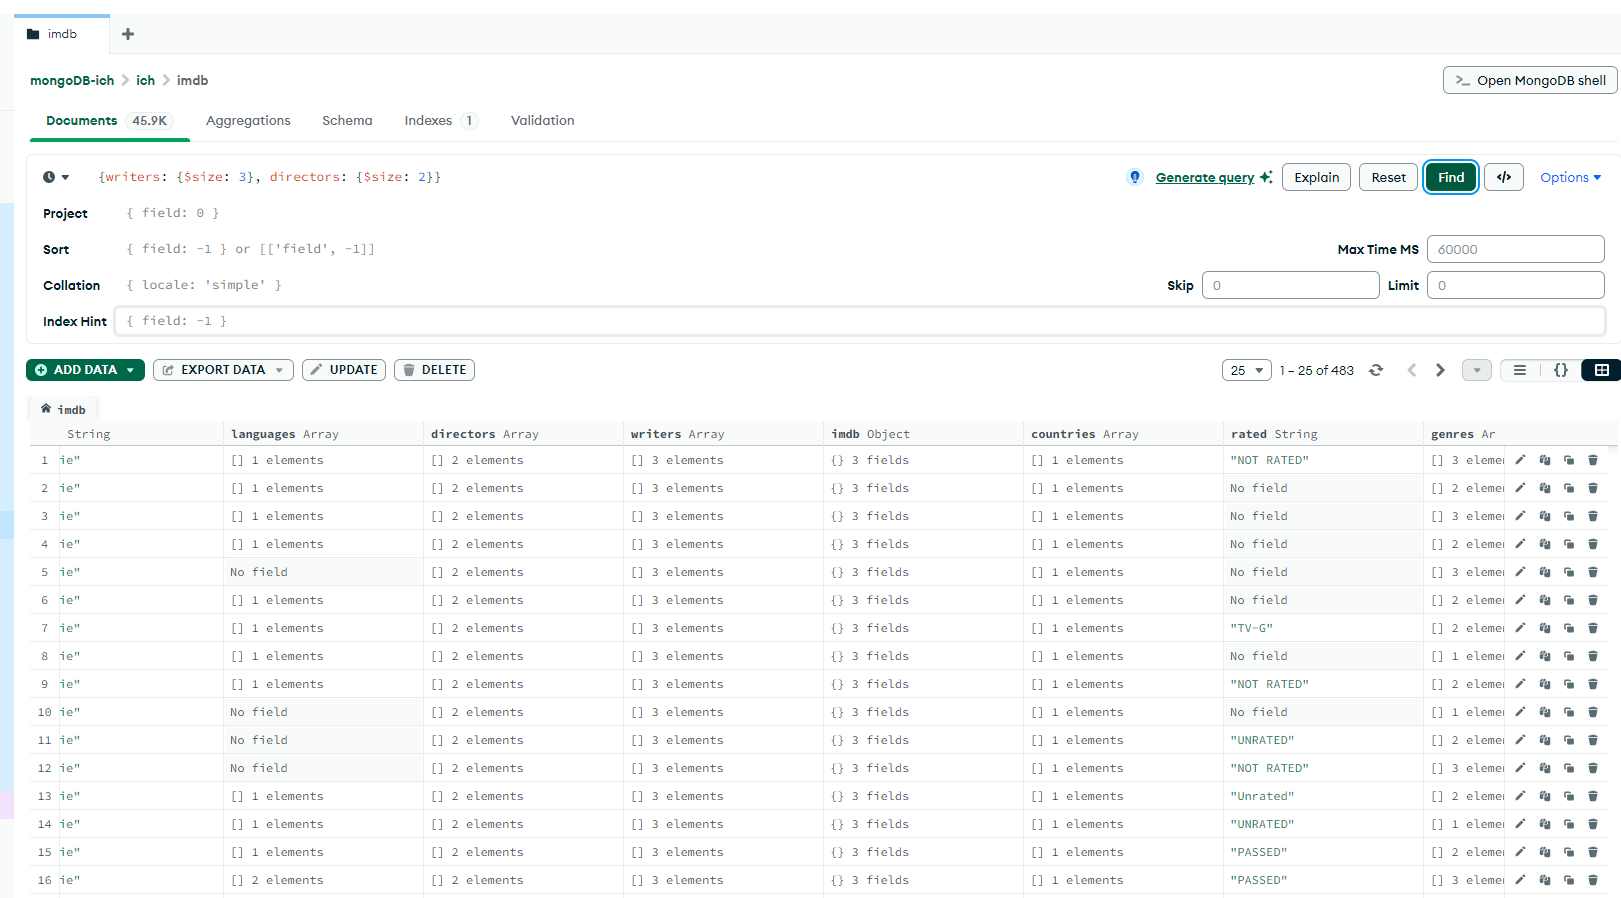 imdb
mongoDB-ich > ich > imdb
>_ Open MongoDB shell
Documents 45.9K Aggregations Schema Indexes 1 Validation
{writers: {$size: 3}, directors: {$size: 2}}
Generate query Explain Reset Find </> Options
Project { field: 0 }
Sort { field: -1 } or [['field', -1]]
Max Time MS 60000
Collation { locale: 'simple' }
Skip 0 Limit 0
Index Hint { field: -1 }
ADD DATA EXPORT DATA UPDATE DELETE
25 1 – 25 of 483 {}
imdb
String languages Array directors Array writers Array imdb Object countries Array rated String genres Ar
1 ie" [] 1 elements [] 2 elements [] 3 elements {} 3 fields [] 1 elements "NOT RATED" [] 3 elemen
2 ie" [] 1 elements [] 2 elements [] 3 elements {} 3 fields [] 1 elements No field [] 2 elemen
3 ie" [] 1 elements [] 2 elements [] 3 elements {} 3 fields [] 1 elements No field [] 3 elemen
4 ie" [] 1 elements [] 2 elements [] 3 elements {} 3 fields [] 1 elements No field [] 2 elemen
5 ie" No field [] 2 elements [] 3 elements {} 3 fields [] 1 elements No field [] 3 elemen
6 ie" [] 1 elements [] 2 elements [] 3 elements {} 3 fields [] 1 elements No field [] 2 elemen
7 ie" [] 1 elements [] 2 elements [] 3 elements {} 3 fields [] 1 elements "TV-G" [] 2 elemen
8 ie" [] 1 elements [] 2 elements [] 3 elements {} 3 fields [] 1 elements No field [] 1 elemen
9 ie" [] 1 elements [] 2 elements [] 3 elements {} 3 fields [] 1 elements "NOT RATED" [] 2 elemen
10 ie" No field [] 2 elements [] 3 elements {} 3 fields [] 1 elements No field [] 1 elemen
11 ie" No field [] 2 elements [] 3 elements {} 3 fields [] 1 elements "UNRATED" [] 2 elemen
12 ie" No field [] 2 elements [] 3 elements {} 3 fields [] 1 elements "NOT RATED" [] 3 elemen
13 ie" [] 1 elements [] 2 elements [] 3 elements {} 3 fields [] 1 elements "Unrated" [] 2 elemen
14 ie" [] 1 elements [] 2 elements [] 3 elements {} 3 fields [] 1 elements "UNRATED" [] 1 elemen
15 ie" [] 1 elements [] 2 elements [] 3 elements {} 3 fields [] 1 elements "PASSED" [] 2 elemen
16 ie" [] 2 elements [] 2 elements [] 3 elements {} 3 fields [] 1 elements "PASSED" [] 3 elemen